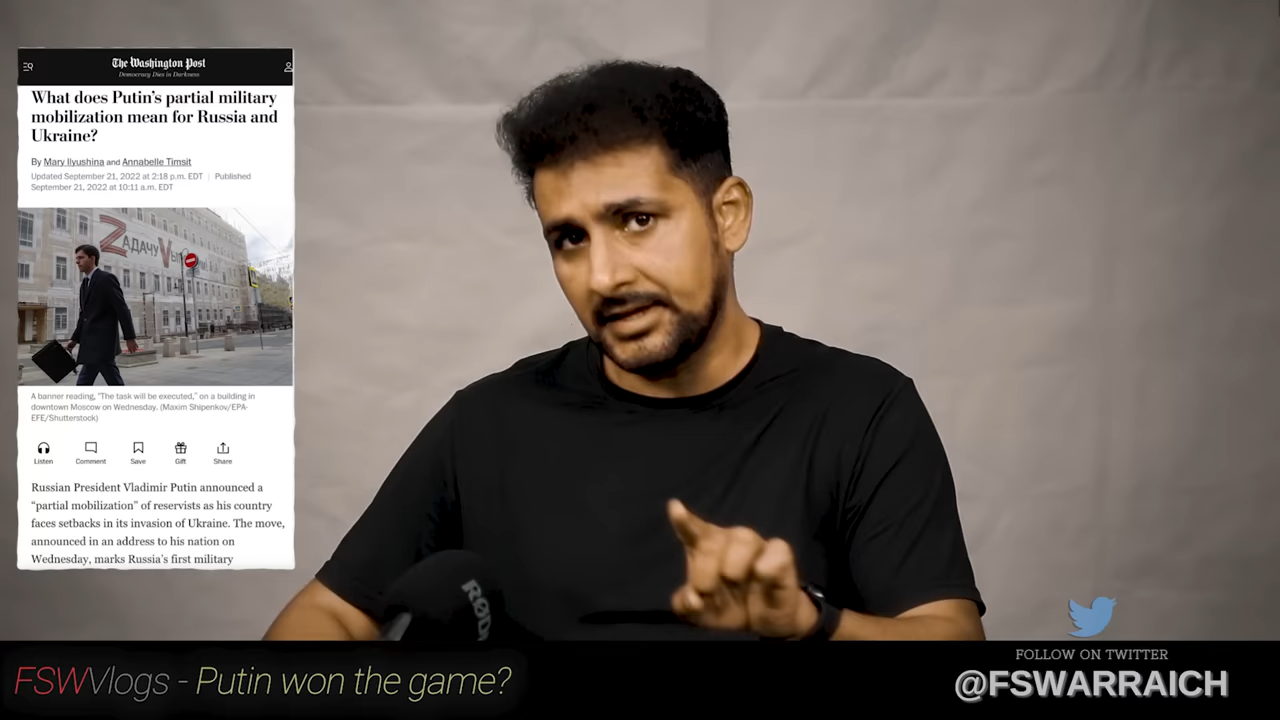 The Washington Post
Democracy Dies in Darkness
What does Putin's partial military
mobilization mean for Russia and
Ukraine?
By Mary Ilyushina and Annabelle Timsit
Updated September 21, 2022 at 2:18 p.m. EDT | Published
September 21, 2022 at 10:11 a.m. EDT
ZАДАЧУ
A banner reading, "The task will be executed," on a building in
downtown Moscow on Wednesday. (Maxim Shipenkov/EPA-
EFE/Shutterstock)
Listen Comment Save Gift Share
Russian President Vladimir Putin announced a
"partial mobilization" of reservists as his country
faces setbacks in its invasion of Ukraine. The move,
announced in an address to his nation on
Wednesday, marks Russia's first military
RØDE
FSWVlogs - Putin won the game?
FOLLOW ON TWITTER
@FSWARRAICH